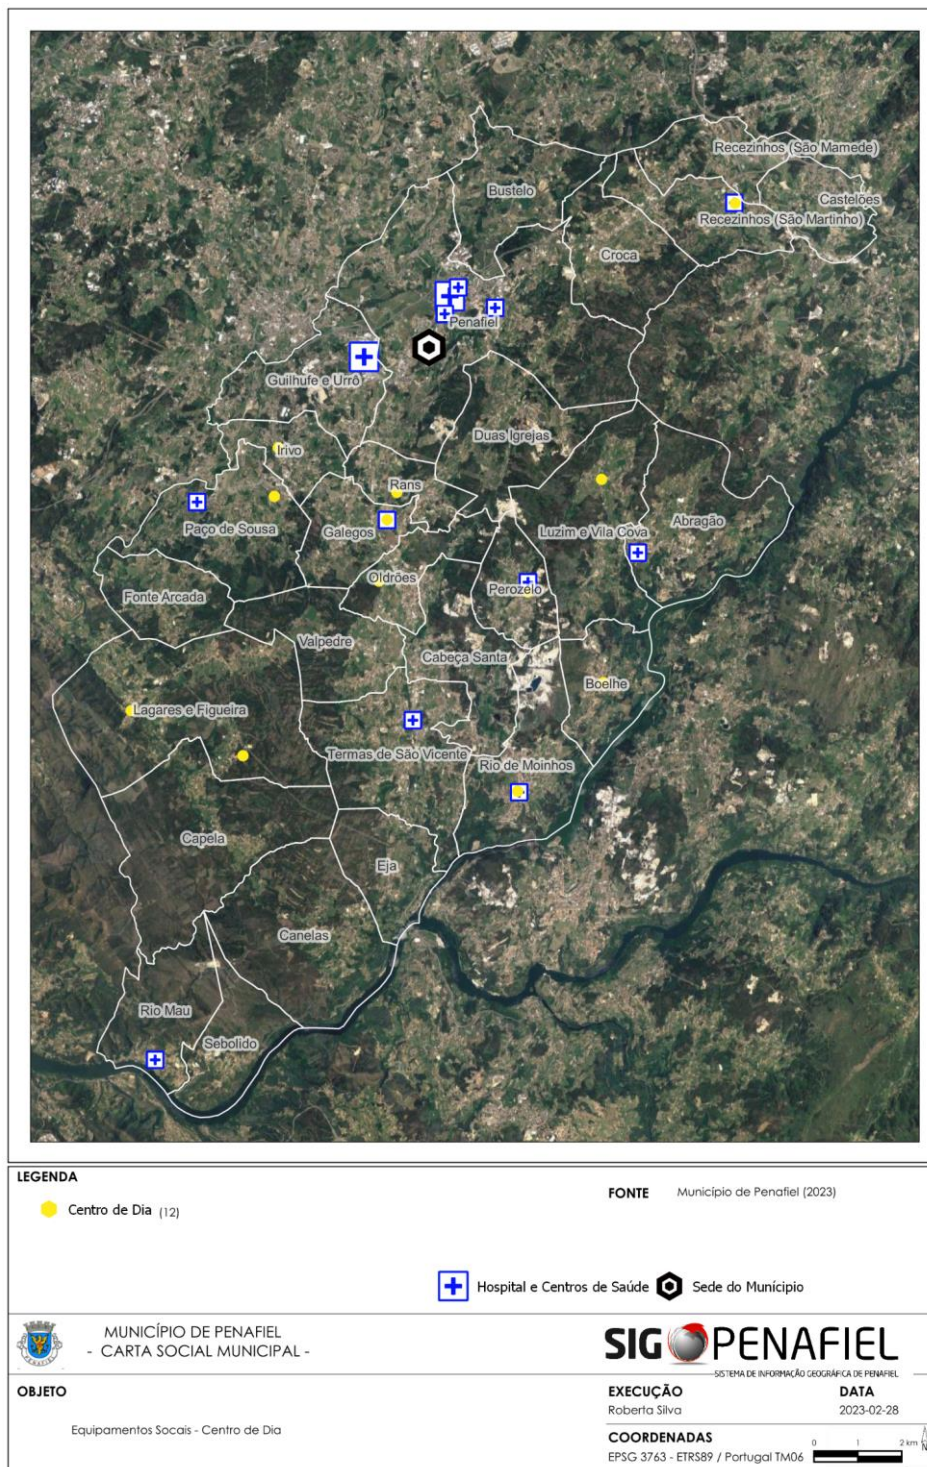 Recezinhos (São Mamede)
Bustelo
Castelões
Recezinhos (São Martinho)
Croca
Penafiel
Guilhufe e Urrô
Duas Igrejas
Irivo
Rans
Paço de Sousa
Galegos
Luzim e Vila Cova
Abragão
Oldrões
Perozelo
Fonte Arcada
Valpedre
Cabeça Santa
Boelhe
Lagares e Figueira
Termas de São Vicente
Rio de Moinhos
Capela
Eja
Canelas
Rio Mau
Sebolido
LEGENDA
Centro de Dia (12)
FONTE Município de Penafiel (2023)
Hospital e Centros de Saúde
Sede do Munícipio
MUNICÍPIO DE PENAFIEL
- CARTA SOCIAL MUNICIPAL -
SIG PENAFIEL
SISTEMA DE INFORMAÇÃO GEOGRÁFICA DE PENAFIEL
OBJETO
Equipamentos Socais - Centro de Dia
EXECUÇÃO
Roberta Silva
DATA
2023-02-28
COORDENADAS
EPSG 3763 - ETRS89 / Portugal TM06
0 1 2 km
N